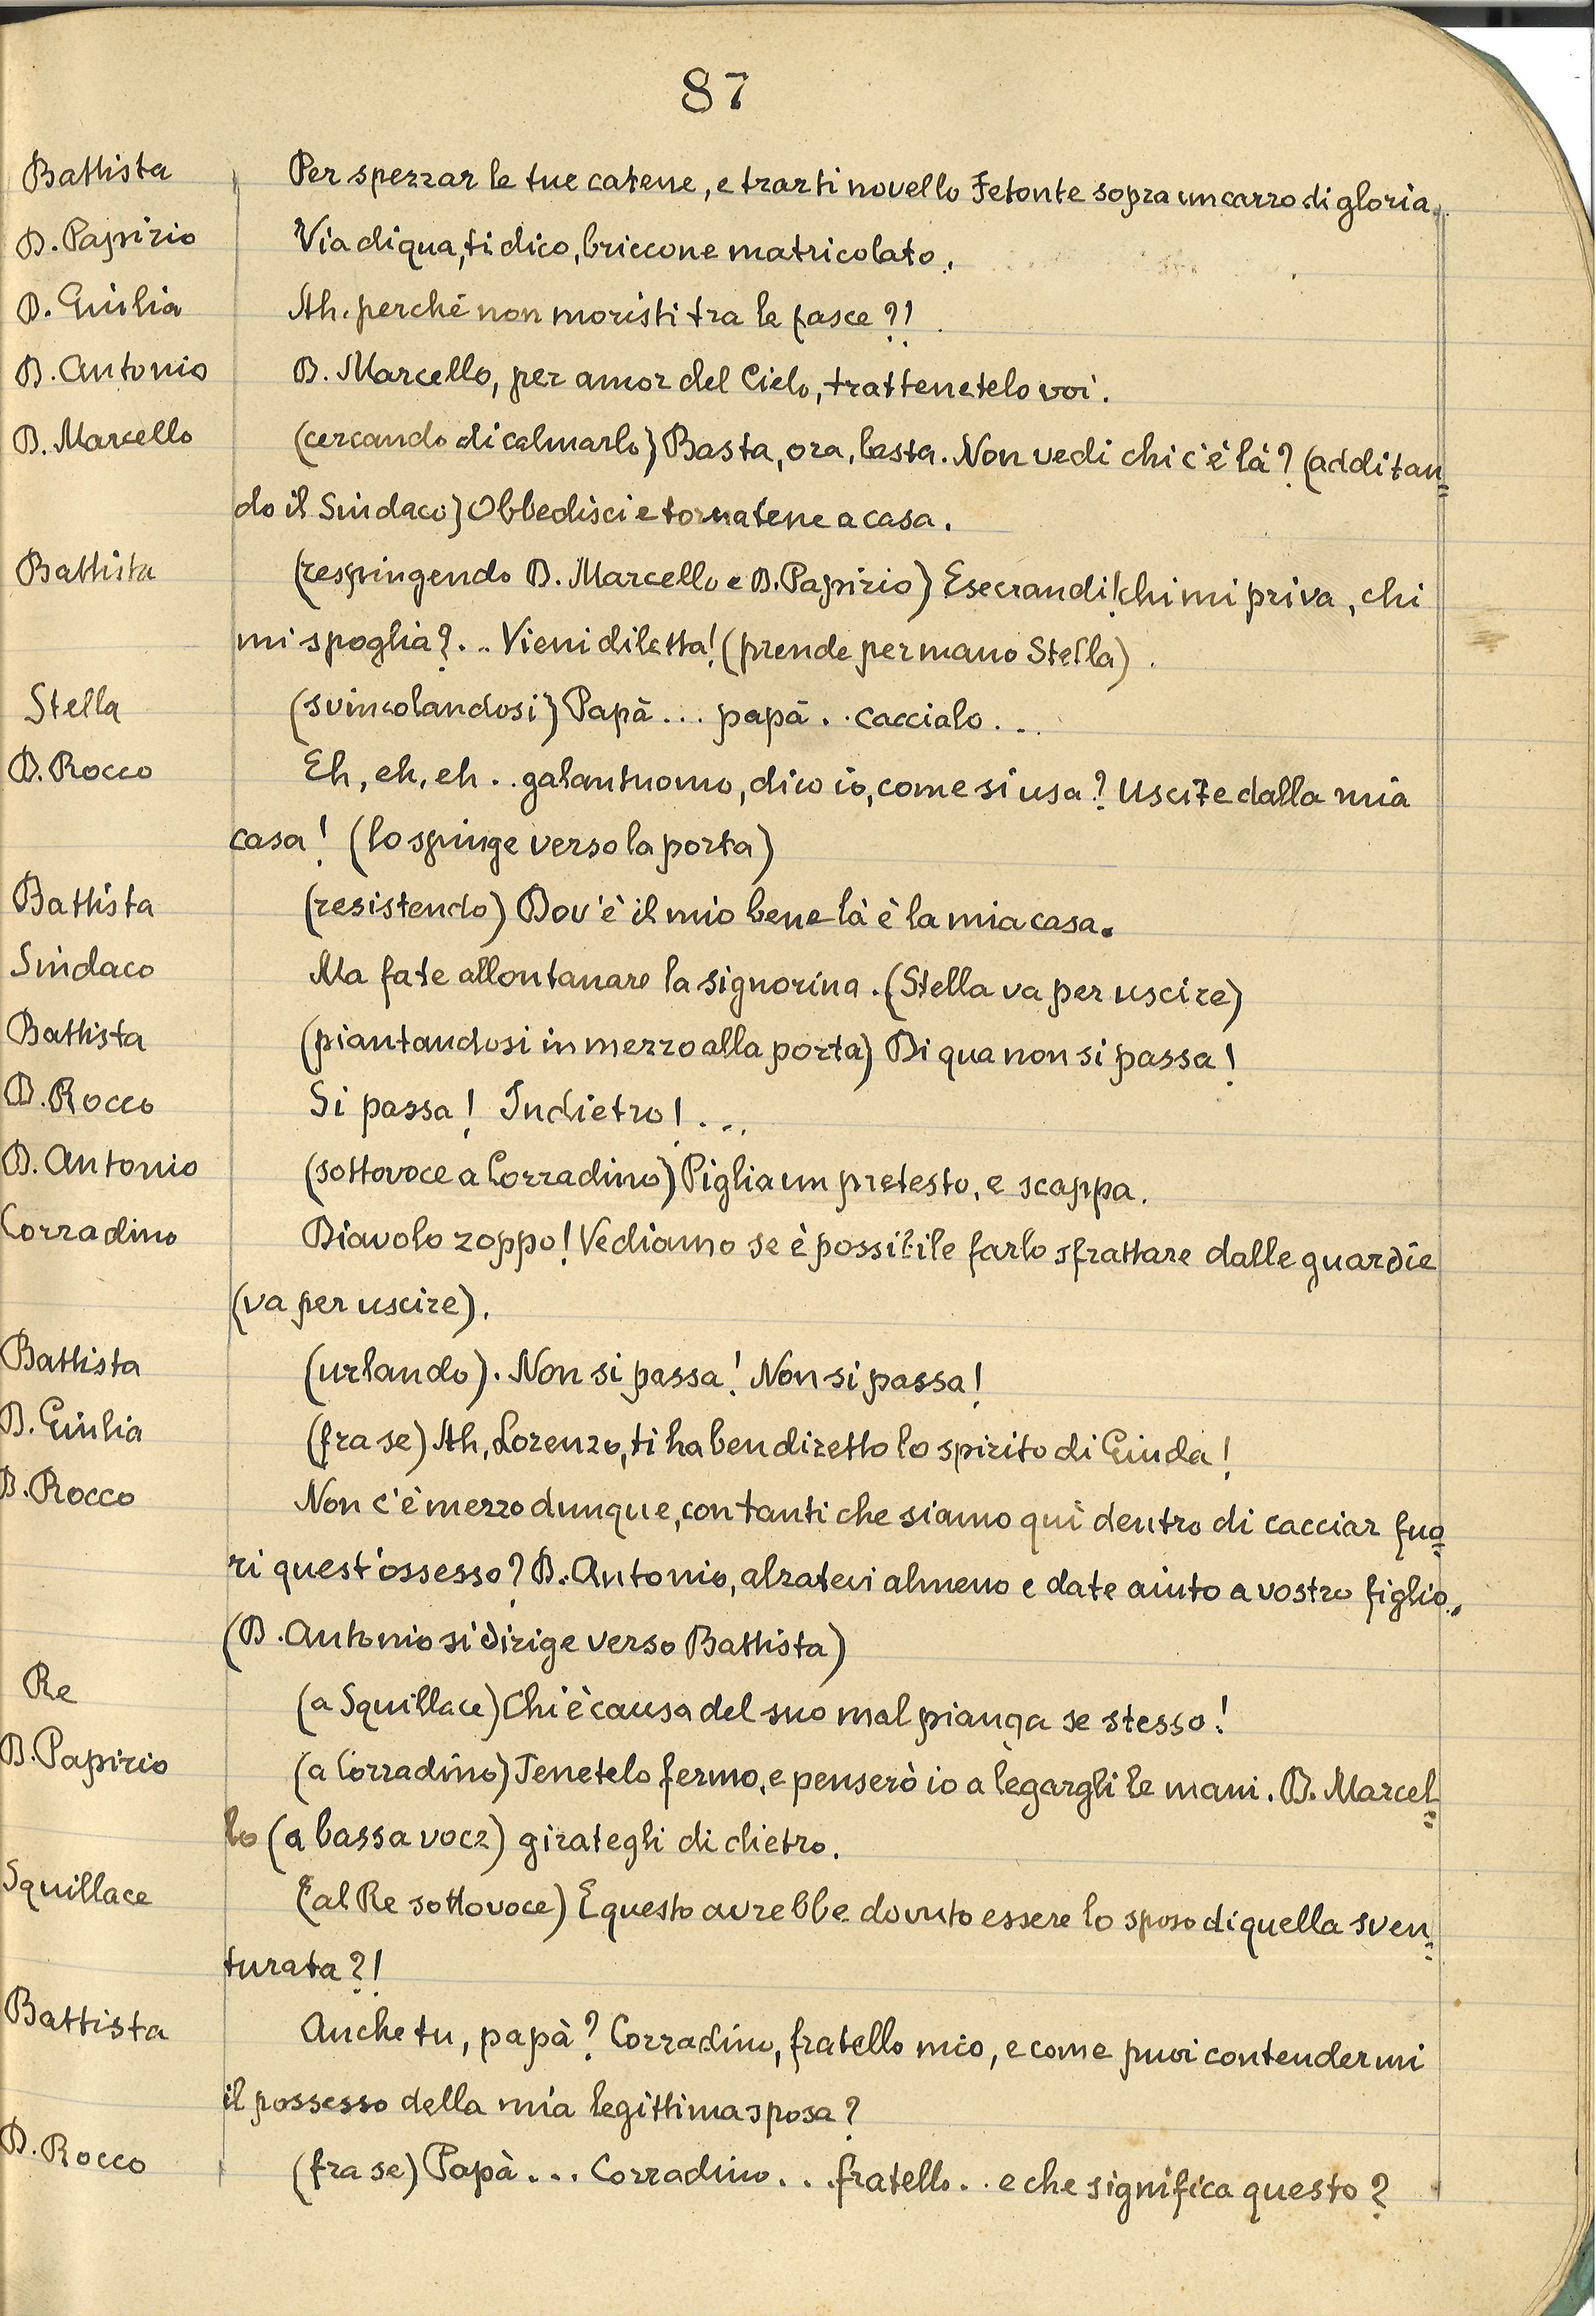 87
Battista Per spezzar le tue catene, e trarti novello Fetonte sopra un carro di gloria.
D. Papirio Via di qua, ti dico, briccone matricolato.
D. Giulia Ah. perché non moristi tra le fasce?!
D. Antonio D. Marcello, per amor del Cielo, trattenetelo voi.
D. Marcello (cercando di calmarlo) Basta, ora, basta. Non vedi chi c'è là? (additan=
do il Sindaco) Obbedisci e tornatene a casa.
Battista (respingendo D. Marcello e D. Papirio) Esecrandi! chi mi priva, chi
mi spoglia?... Vieni diletta! (prende per mano Stella).
Stella (svincolandosi) Papà... papà.. caccialo...
D. Rocco Eh, eh, eh.. galantuomo, dico io, come si usa? Uscite dalla mia
casa! (lo spinge verso la porta)
Battista (resistendo) Dov'è il mio bene là è la mia casa.
Sindaco Ma fate allontanare la signorina. (Stella va per uscire)
Battista (piantandosi in mezzo alla porta) Di qua non si passa!
D. Rocco Si passa! Indietro!...
D. Antonio (sottovoce a Corradino) Piglia un pretesto, e scappa.
Corradino Diavolo zoppo! Vediamo se è possibile farlo sfrattare dalle guardie
(va per uscire).
Battista (urlando). Non si passa! Non si passa!
D. Giulia (fra se) Ah, Lorenzo, ti ha ben diretto lo spirito di Giuda!
D. Rocco Non c'è mezzo dunque, con tanti che siamo quì dentro di cacciar fuo=
ri quest'ossesso? D. Antonio, alzatevi almeno e date aiuto a vostro figlio.
(D. Antonio si dirige verso Battista)
Re (a Squillace) Chi è causa del suo mal pianga se stesso!
D. Papirio (a Corradino) Tenetelo fermo, e penserò io a legargli le mani. D. Marcel=
lo (a bassa voce) girategli di dietro.
Squillace (al Re sottovoce) E questo avrebbe dovuto essere lo sposo di quella sven=
turata?!
Battista Anche tu, papà? Corradino, fratello mio, e come puoi contendermi
il possesso della mia legittima sposa?
D. Rocco (fra se) Papà... Corradino... fratello.. e che significa questo?